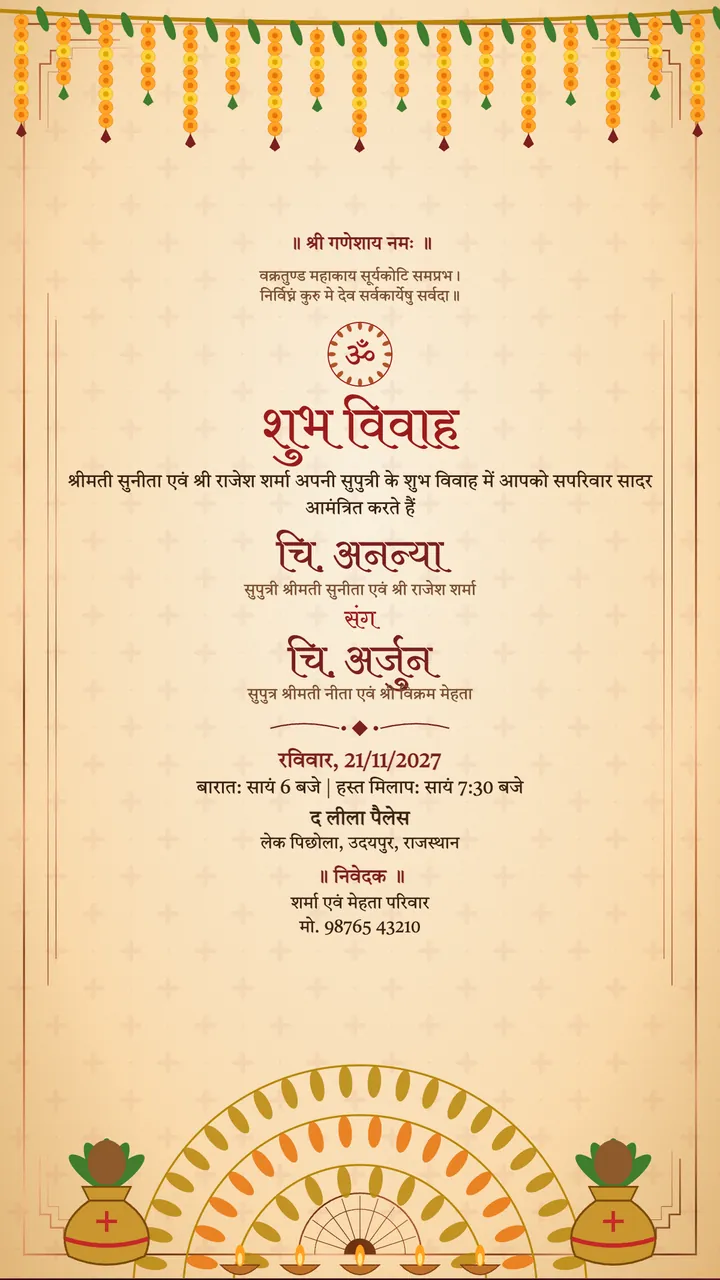 ॥ श्री गणेशाय नमः ॥
वक्रतुण्ड महाकाय सूर्यकोटि समप्रभ।
निर्विघ्नं कुरु मे देव सर्वकार्येषु सर्वदा॥
ॐ
शुभ विवाह
श्रीमती सुनीता एवं श्री राजेश शर्मा अपनी सुपुत्री के शुभ विवाह में आपको सपरिवार सादर
आमंत्रित करते हैं
चि. अनन्या
सुपुत्री श्रीमती सुनीता एवं श्री राजेश शर्मा
संग
चि. अर्जुन
सुपुत्र श्रीमती नीता एवं श्री विक्रम मेहता
रविवार, 21/11/2027
बारात: सायं 6 बजे | हस्त मिलाप: सायं 7:30 बजे
द लीला पैलेस
लेक पिछोला, उदयपुर, राजस्थान
॥ निवेदक ॥
शर्मा एवं मेहता परिवार
मो. 98765 43210